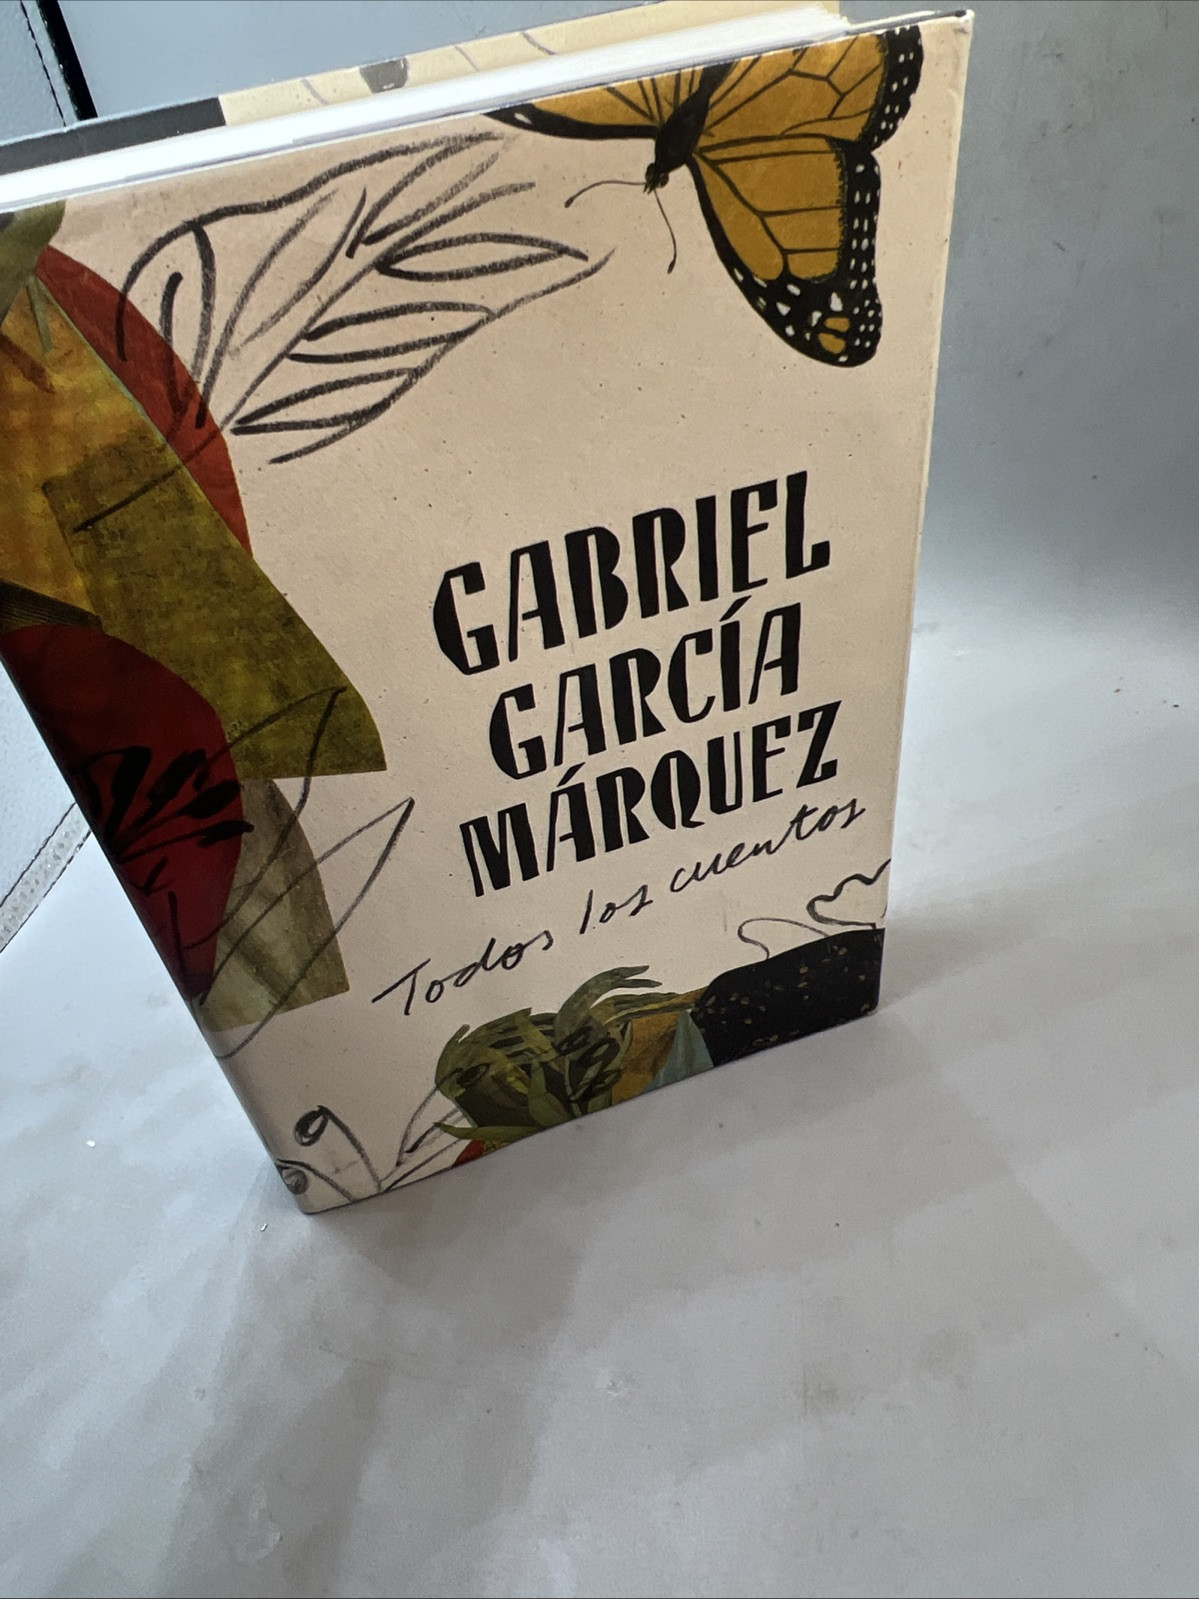 GABRIEL
GARCÍA
MÁRQUEZ
Todos los cuentos